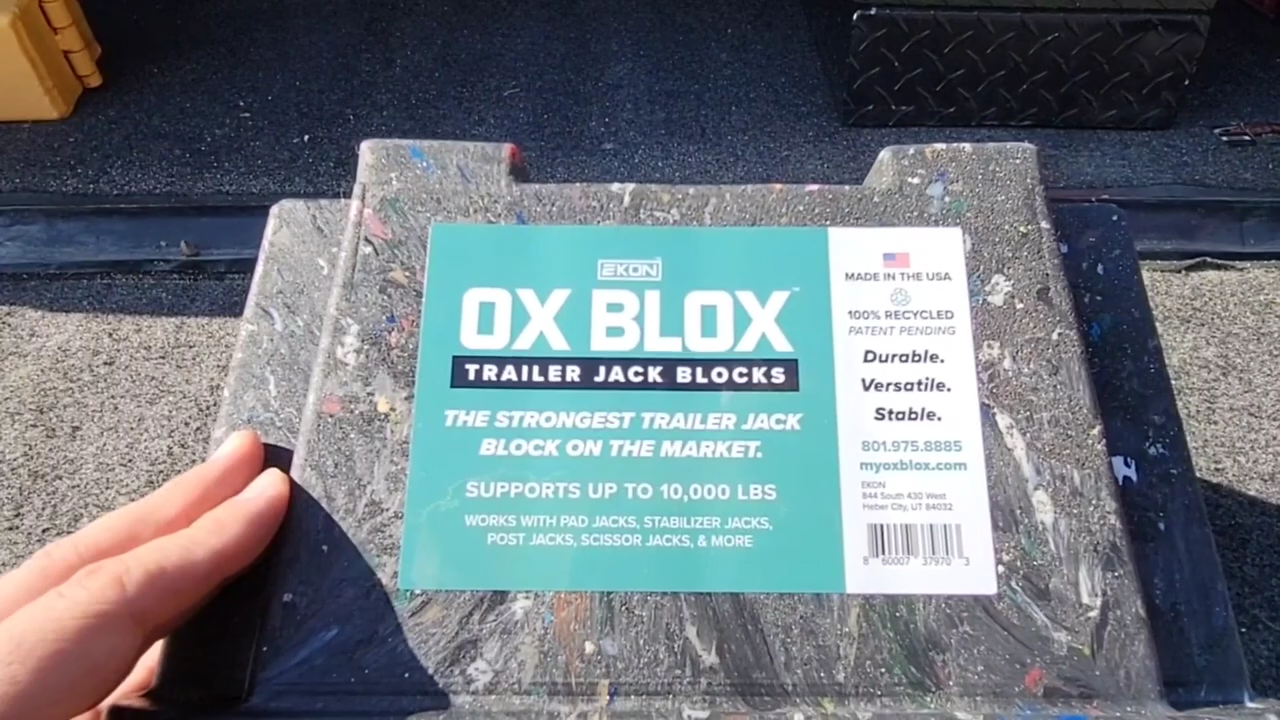 EKON
OX BLOX™
TRAILER JACK BLOCKS
THE STRONGEST TRAILER JACK
BLOCK ON THE MARKET.
SUPPORTS UP TO 10,000 LBS
WORKS WITH PAD JACKS, STABILIZER JACKS,
POST JACKS, SCISSOR JACKS, & MORE
MADE IN THE USA
100% RECYCLED
PATENT PENDING
Durable.
Versatile.
Stable.
801.975.8885
myoxblox.com
EKON
844 South 430 West
Heber City, UT 84032
8 60007 37970 3